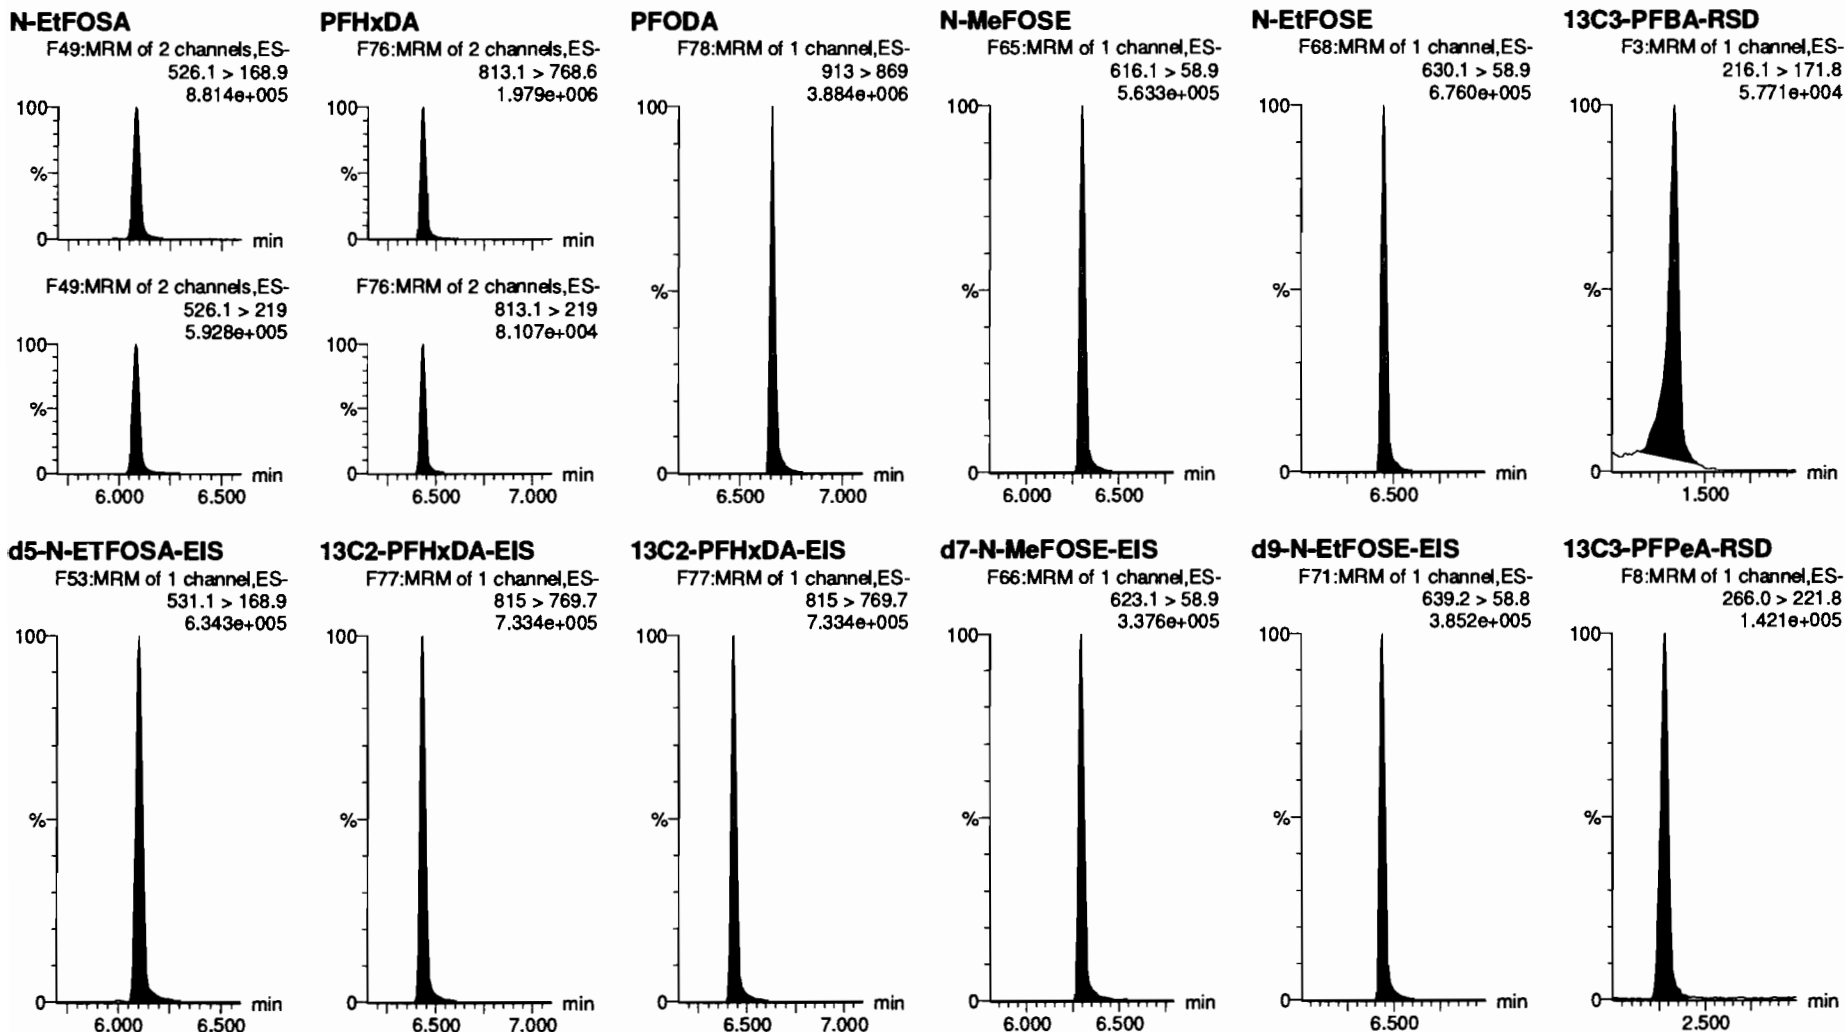 N-EtFOSA
F49:MRM of 2 channels,ES-
526.1 > 168.9
8.814e+005
100
%
0
min
F49:MRM of 2 channels,ES-
526.1 > 219
5.928e+005
100
%
0
min
6.000 6.500
PFHxDA
F76:MRM of 2 channels,ES-
813.1 > 768.6
1.979e+006
100
%
0
min
F76:MRM of 2 channels,ES-
813.1 > 219
8.107e+004
100
%
0
min
6.500 7.000
PFODA
F78:MRM of 1 channel,ES-
913 > 869
3.884e+006
100
%
0
min
6.500 7.000
N-MeFOSE
F65:MRM of 1 channel,ES-
616.1 > 58.9
5.633e+005
100
%
0
min
6.000 6.500
N-EtFOSE
F68:MRM of 1 channel,ES-
630.1 > 58.9
6.760e+005
100
%
0
min
6.500
13C3-PFBA-RSD
F3:MRM of 1 channel,ES-
216.1 > 171.8
5.771e+004
100
%
0
min
1.500
d5-N-ETFOSA-EIS
F53:MRM of 1 channel,ES-
531.1 > 168.9
6.343e+005
100
%
0
min
6.000 6.500
13C2-PFHxDA-EIS
F77:MRM of 1 channel,ES-
815 > 769.7
7.334e+005
100
%
0
min
6.500 7.000
13C2-PFHxDA-EIS
F77:MRM of 1 channel,ES-
815 > 769.7
7.334e+005
100
%
0
min
6.500 7.000
d7-N-MeFOSE-EIS
F66:MRM of 1 channel,ES-
623.1 > 58.9
3.376e+005
100
%
0
min
6.000 6.500
d9-N-EtFOSE-EIS
F71:MRM of 1 channel,ES-
639.2 > 58.8
3.852e+005
100
%
0
min
6.500
13C3-PFPeA-RSD
F8:MRM of 1 channel,ES-
266.0 > 221.8
1.421e+005
100
%
0
min
2.500